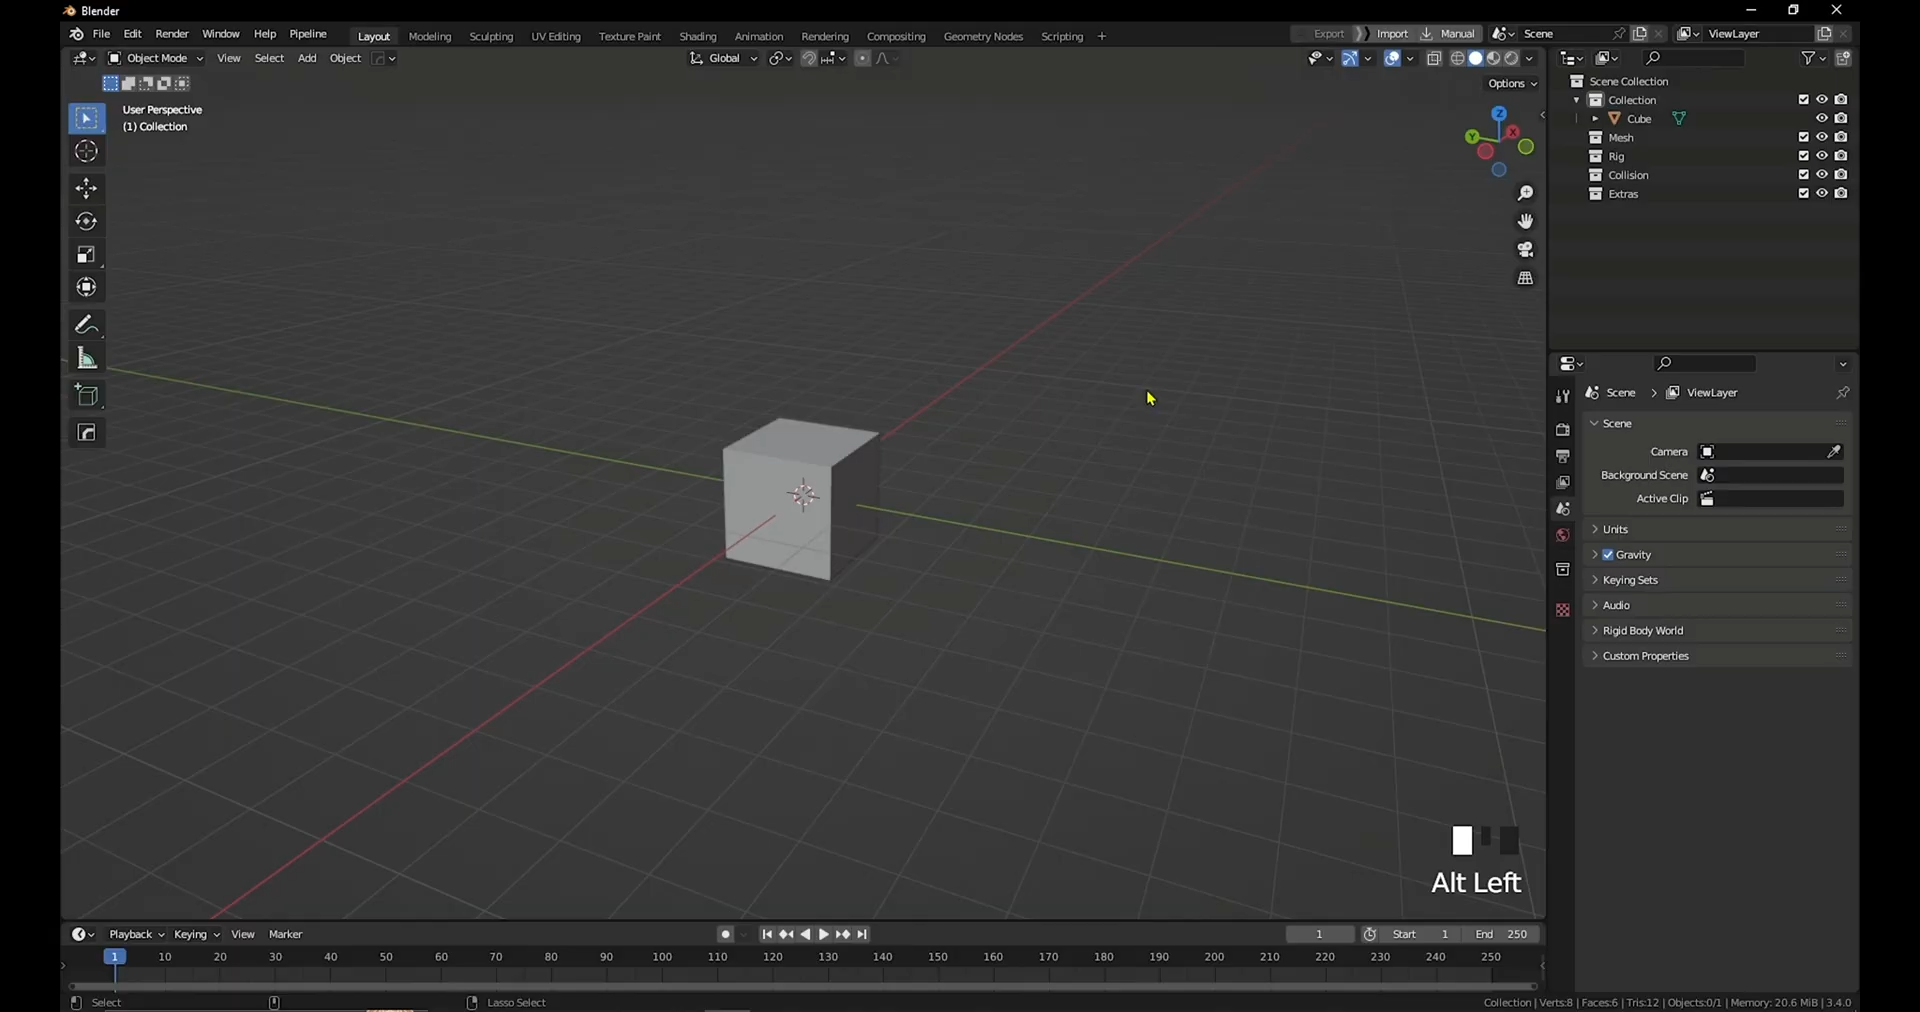 Blender
File Edit Render Window Help Pipeline Layout Modeling Sculpting UV Editing Texture Paint Shading Animation Rendering Compositing Geometry Nodes Scripting + Export Import Manual Scene ViewLayer
Object Mode View Select Add Object Global
Options
User Perspective
(1) Collection
Z
Y
X
Scene Collection
Collection
Cube
Mesh
Rig
Collision
Extras
Scene > ViewLayer
Scene
Camera
Background Scene
Active Clip
Units
Gravity
Keying Sets
Audio
Rigid Body World
Custom Properties
Alt Left
Playback Keying View Marker 1 Start 1 End 250
1 10 20 30 40 50 60 70 80 90 100 110 120 130 140 150 160 170 180 190 200 210 220 230 240 250
Select Lasso Select Collection | Verts:8 | Faces:6 | Tris:12 | Objects:0/1 | Memory: 20.6 MiB | 3.4.0